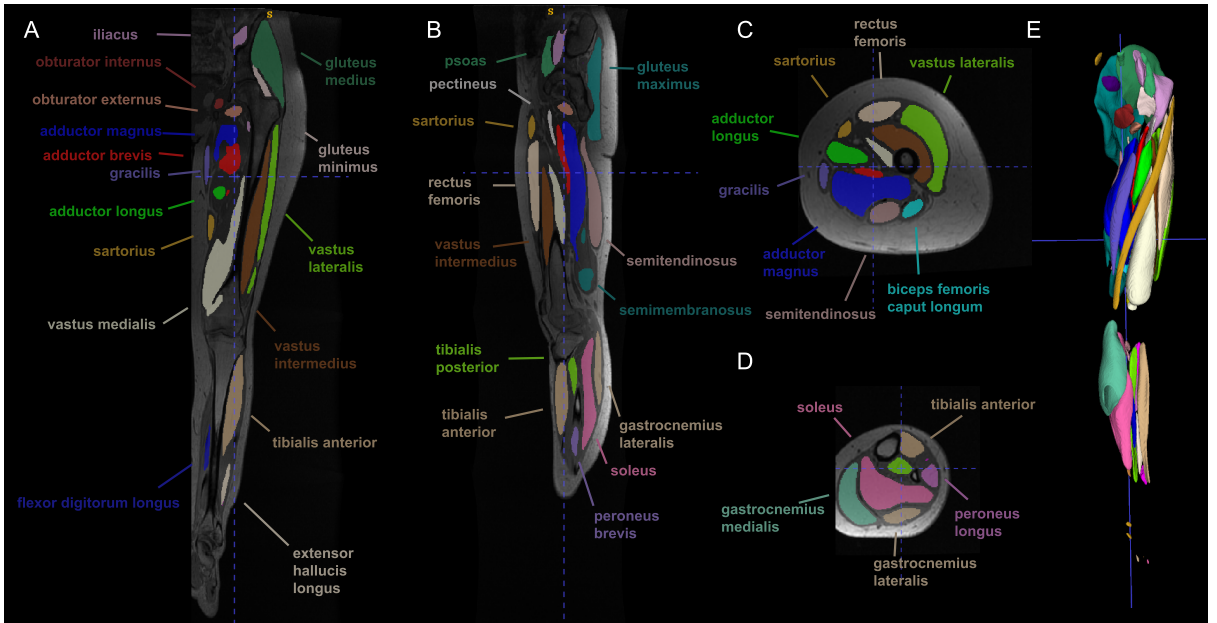 A
S
iliacus
obturator internus
obturator externus
adductor magnus
adductor brevis
gracilis
adductor longus
sartorius
vastus medialis
flexor digitorum longus
gluteus
medius
gluteus
minimus
vastus
lateralis
vastus
intermedius
tibialis anterior
extensor
hallucis
longus
B
S
psoas
pectineus
sartorius
rectus
femoris
vastus
intermedius
tibialis
posterior
tibialis
anterior
gluteus
maximus
semitendinosus
semimembranosus
gastrocnemius
lateralis
soleus
peroneus
brevis
C
rectus
femoris
sartorius
vastus lateralis
adductor
longus
gracilis
adductor
magnus
semitendinosus
biceps femoris
caput longum
D
soleus
tibialis anterior
gastrocnemius
medialis
peroneus
longus
gastrocnemius
lateralis
E